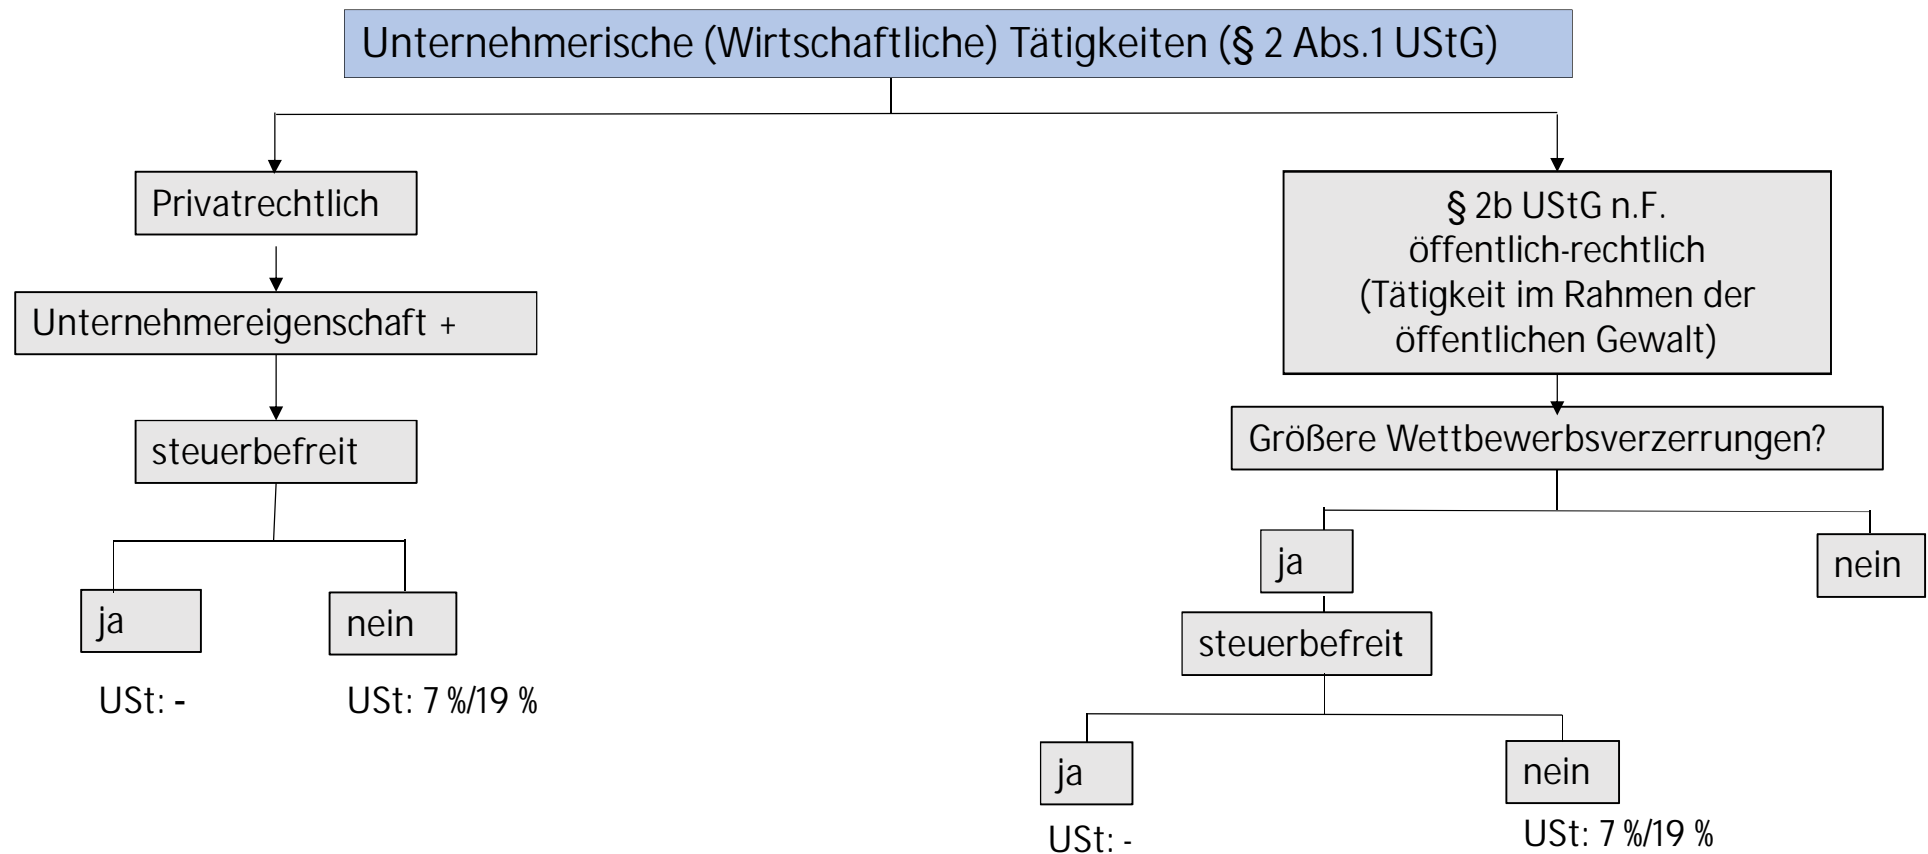 Unternehmerische (Wirtschaftliche) Tätigkeiten (§ 2 Abs.1 UStG)
Privatrechtlich
Unternehmereigenschaft +
steuerbefreit
ja
nein
USt: -
USt: 7 %/19 %
§ 2b UStG n.F.
öffentlich-rechtlich
(Tätigkeit im Rahmen der
öffentlichen Gewalt)
Größere Wettbewerbsverzerrungen?
ja
nein
steuerbefreit
ja
nein
USt: -
USt: 7 %/19 %